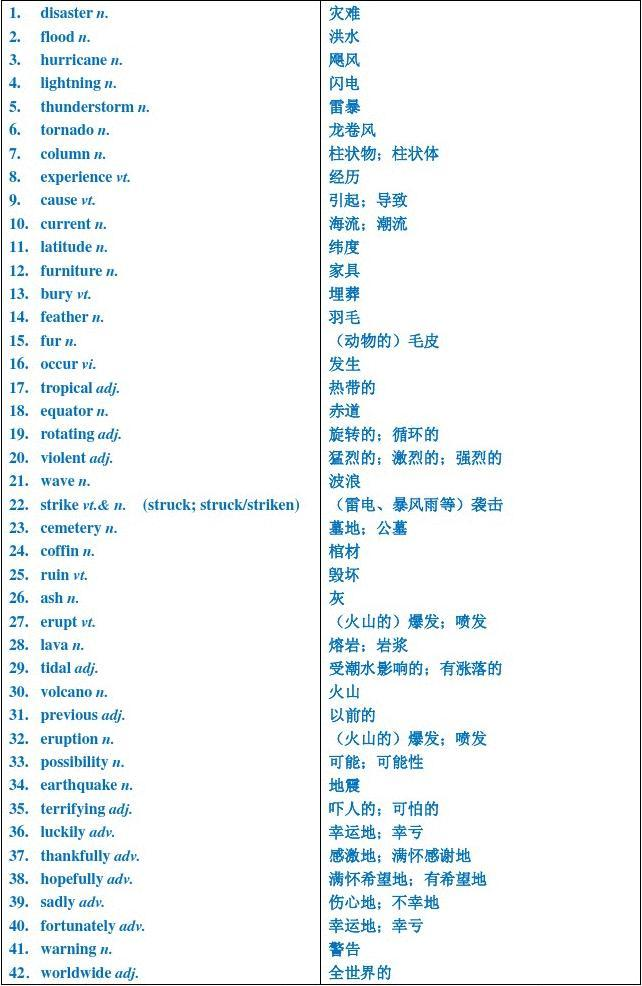 1. disaster n. 灾难
2. flood n. 洪水
3. hurricane n. 飓风
4. lightning n. 闪电
5. thunderstorm n. 雷暴
6. tornado n. 龙卷风
7. column n. 柱状物；柱状体
8. experience vt. 经历
9. cause vt. 引起；导致
10. current n. 海流；潮流
11. latitude n. 纬度
12. furniture n. 家具
13. bury vt. 埋葬
14. feather n. 羽毛
15. fur n. （动物的）毛皮
16. occur vi. 发生
17. tropical adj. 热带的
18. equator n. 赤道
19. rotating adj. 旋转的；循环的
20. violent adj. 猛烈的；激烈的；强烈的
21. wave n. 波浪
22. strike vt.& n. (struck; struck/striken) （雷电、暴风雨等）袭击
23. cemetery n. 墓地；公墓
24. coffin n. 棺材
25. ruin vt. 毁坏
26. ash n. 灰
27. erupt vt. （火山的）爆发；喷发
28. lava n. 熔岩；岩浆
29. tidal adj. 受潮水影响的；有涨落的
30. volcano n. 火山
31. previous adj. 以前的
32. eruption n. （火山的）爆发；喷发
33. possibility n. 可能；可能性
34. earthquake n. 地震
35. terrifying adj. 吓人的；可怕的
36. luckily adv. 幸运地；幸亏
37. thankfully adv. 感激地；满怀感谢地
38. hopefully adv. 满怀希望地；有希望地
39. sadly adv. 伤心地；不幸地
40. fortunately adv. 幸运地；幸亏
41. warning n. 警告
42. worldwide adj. 全世界的